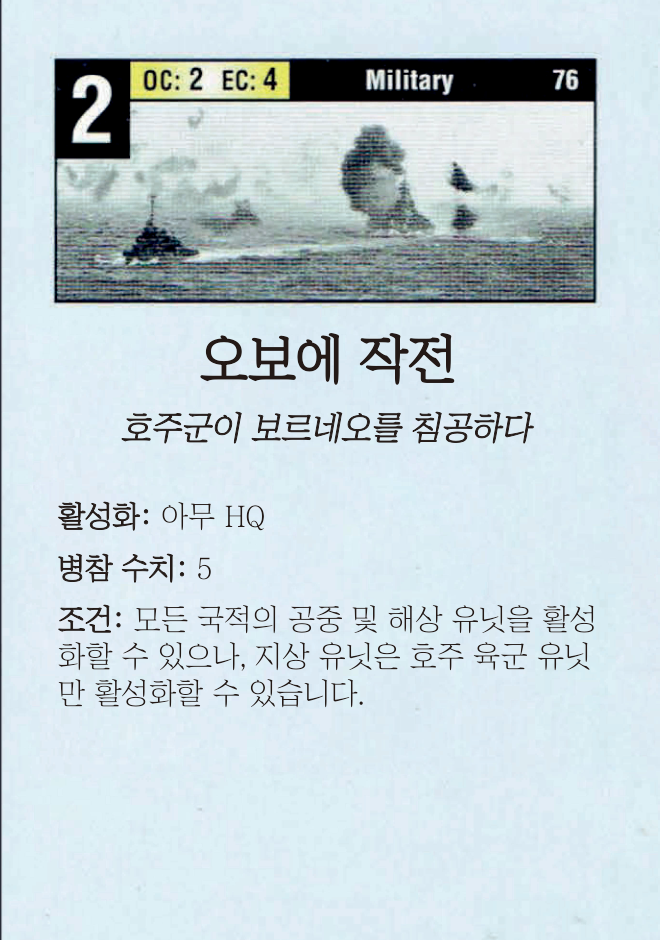 2 OC: 2 EC: 4 Military 76
오보에 작전
호주군이 보르네오를 침공하다
활성화: 아무 HQ
병참 수치: 5
조건: 모든 국적의 공중 및 해상 유닛을 활성
화할 수 있으나, 지상 유닛은 호주 육군 유닛
만 활성화할 수 있습니다.